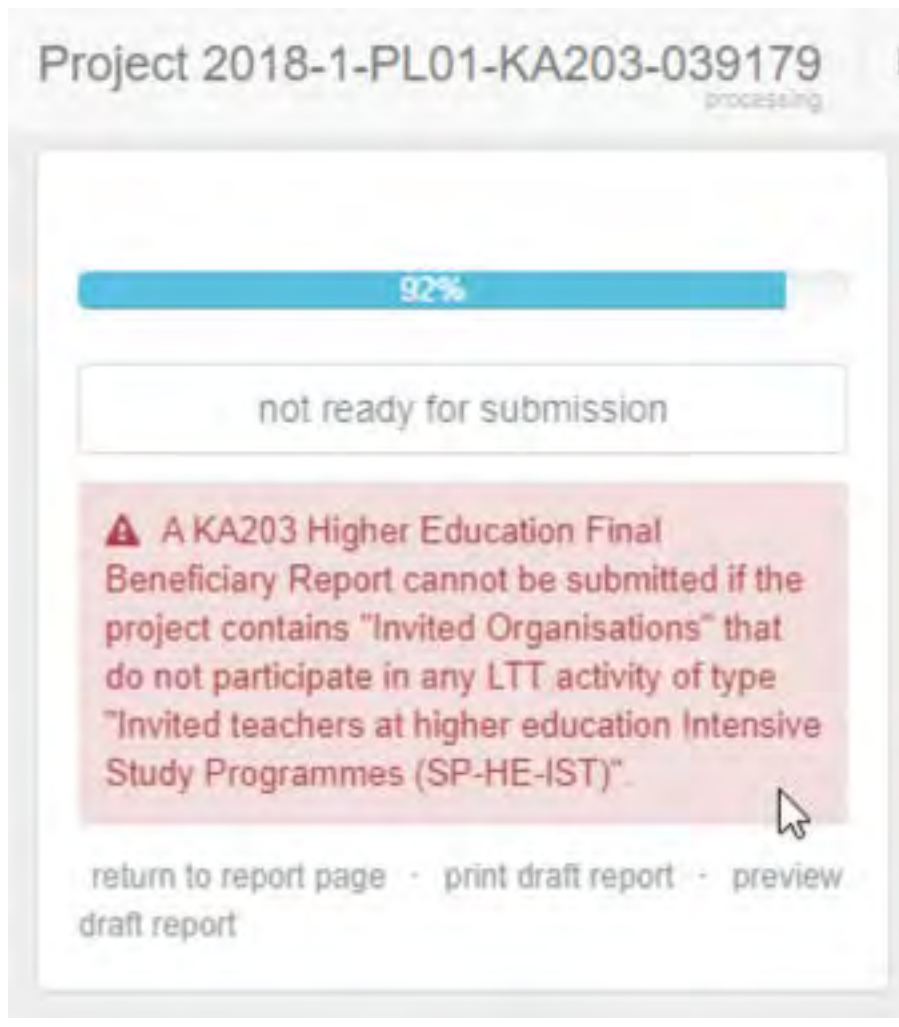 Project 2018-1-PL01-KA203-039179
processing
92%
not ready for submission
A KA203 Higher Education Final
Beneficiary Report cannot be submitted if the
project contains "Invited Organisations" that
do not participate in any LTT activity of type
"Invited teachers at higher education Intensive
Study Programmes (SP-HE-IST)".
return to report page · print draft report · preview
draft report